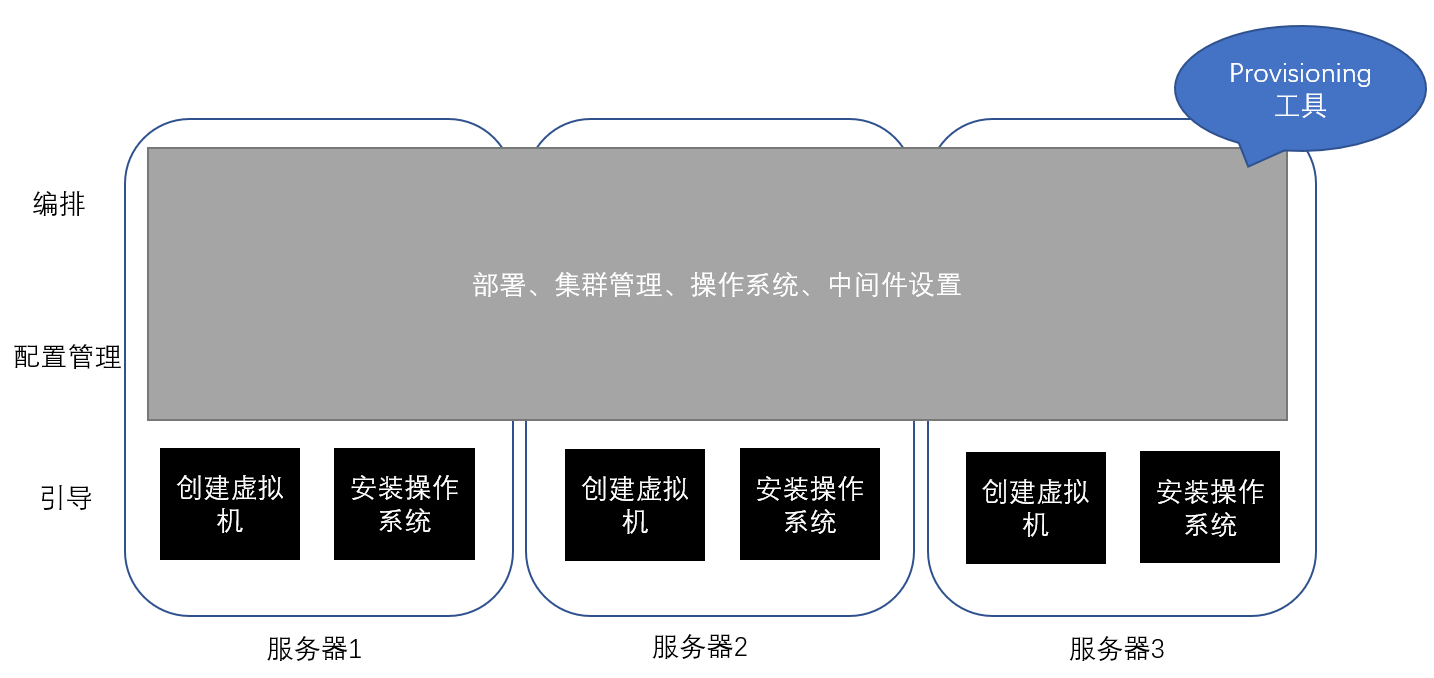 Provisioning
工具
编排
部署、集群管理、操作系统、中间件设置
配置管理
引导
创建虚拟
机
安装操作
系统
创建虚拟
机
安装操作
系统
创建虚拟
机
安装操作
系统
服务器1
服务器2
服务器3